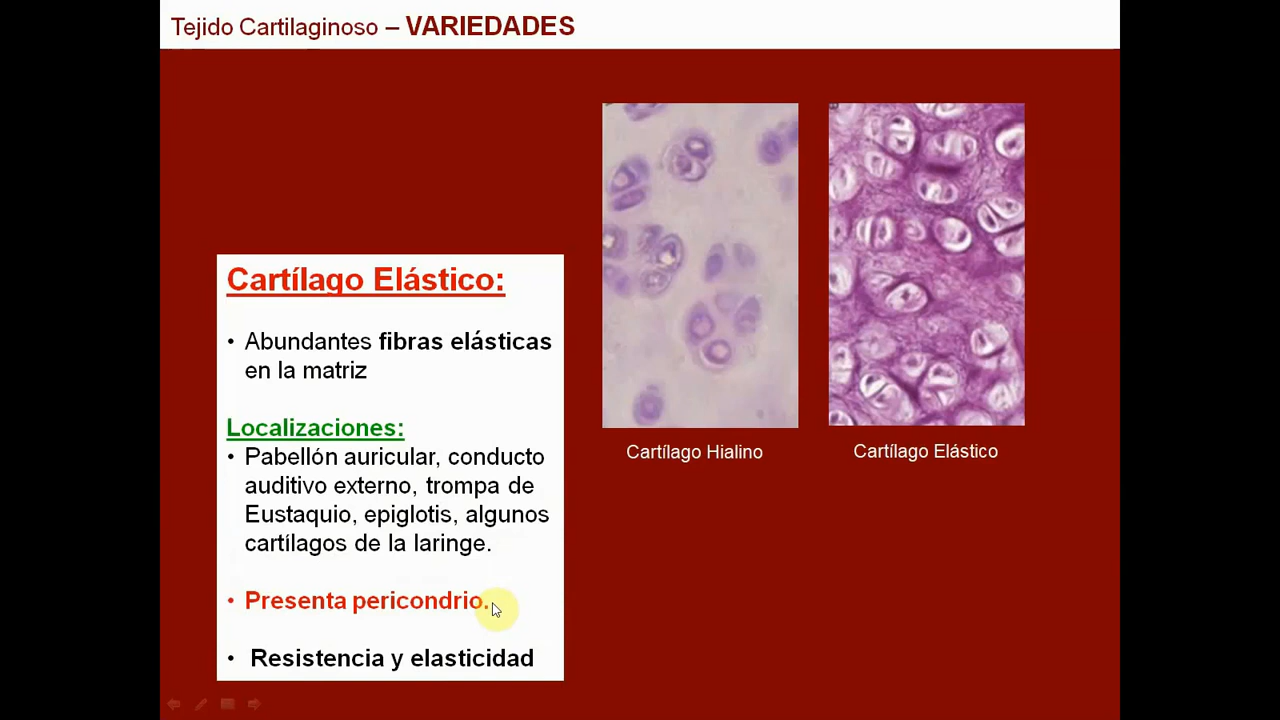 Tejido Cartilaginoso – VARIEDADES
Cartílago Elástico:
• Abundantes fibras elásticas
en la matriz
Localizaciones:
• Pabellón auricular, conducto
auditivo externo, trompa de
Eustaquio, epiglotis, algunos
cartílagos de la laringe.
• Presenta pericondrio.
• Resistencia y elasticidad
Cartílago Hialino
Cartílago Elástico